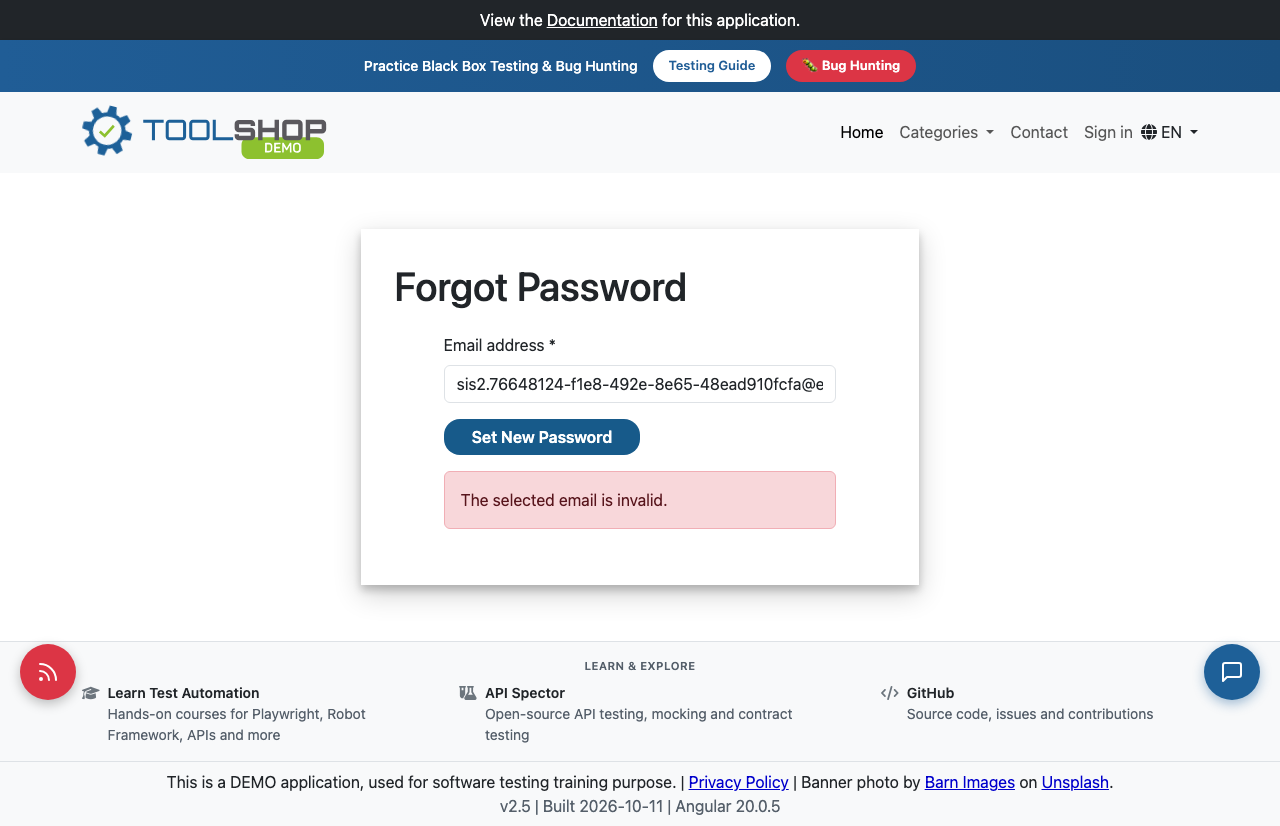 View the Documentation for this application.
Practice Black Box Testing & Bug Hunting Testing Guide 🐛 Bug Hunting
TOOLSHOP
DEMO
Home Categories Contact Sign in EN
Forgot Password
Email address *
sis2.76648124-f1e8-492e-8e65-48ead910fcfa@e
Set New Password
The selected email is invalid.
LEARN & EXPLORE
Learn Test Automation
Hands-on courses for Playwright, Robot
Framework, APIs and more
API Spector
Open-source API testing, mocking and contract
testing
GitHub
Source code, issues and contributions
This is a DEMO application, used for software testing training purpose. | Privacy Policy | Banner photo by Barn Images on Unsplash.
v2.5 | Built 2026-10-11 | Angular 20.0.5